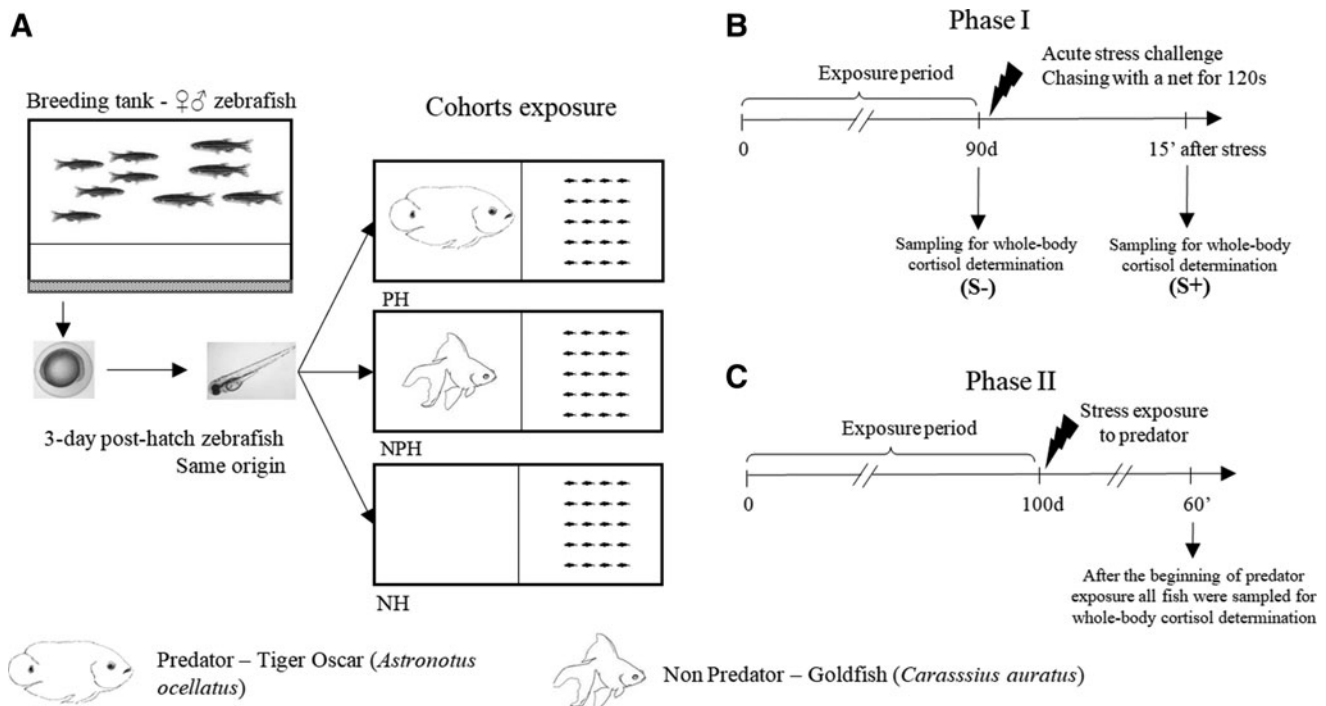 A
Breeding tank - ♀♂ zebrafish
3-day post-hatch zebrafish
Same origin
Cohorts exposure
PH
NPH
NH
Predator – Tiger Oscar (Astronotus
ocellatus)
Non Predator – Goldfish (Carasssius auratus)
B
Phase I
Exposure period
Acute stress challenge
Chasing with a net for 120s
0
90d
15' after stress
Sampling for whole-body
cortisol determination
(S-)
Sampling for whole-body
cortisol determination
(S+)
C
Phase II
Exposure period
Stress exposure
to predator
0
100d
60'
After the beginning of predator
exposure all fish were sampled for
whole-body cortisol determination